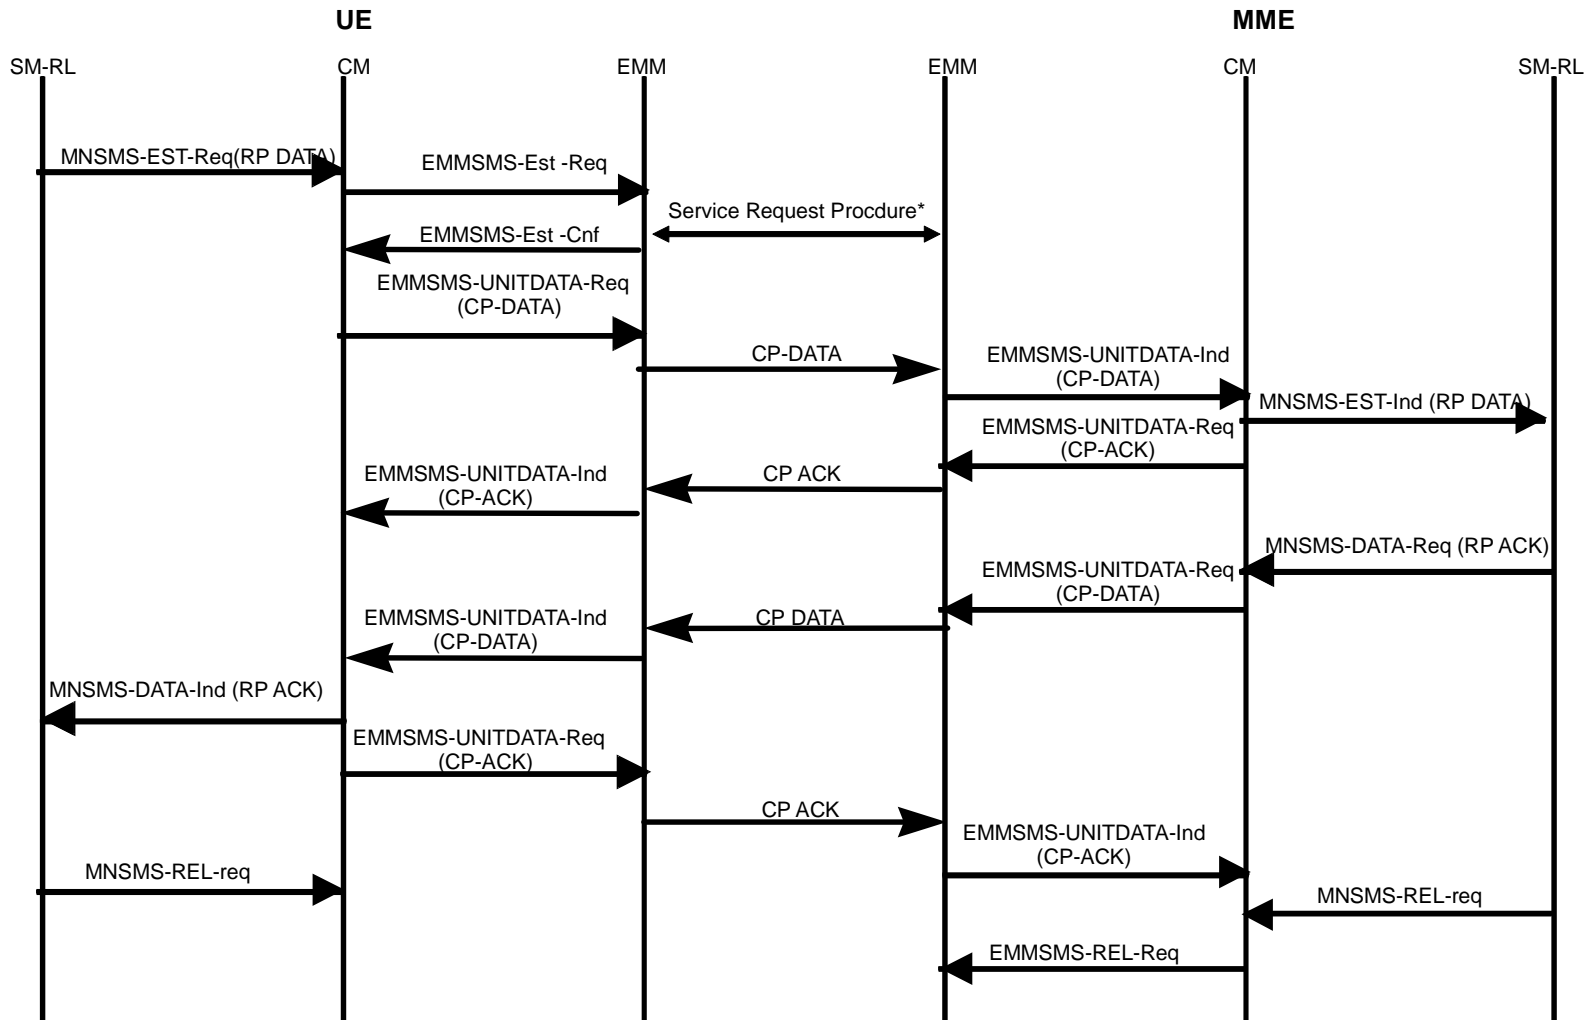 UE
MME
SM-RL
CM
EMM
EMM
CM
SM-RL
MNSMS-EST-Req(RP DATA)
EMMSMS-Est -Req
Service Request Procdure*
EMMSMS-Est -Cnf
EMMSMS-UNITDATA-Req
(CP-DATA)
CP-DATA
EMMSMS-UNITDATA-Ind
(CP-DATA)
MNSMS-EST-Ind (RP DATA)
EMMSMS-UNITDATA-Req
(CP-ACK)
CP ACK
EMMSMS-UNITDATA-Ind
(CP-ACK)
MNSMS-DATA-Req (RP ACK)
EMMSMS-UNITDATA-Req
(CP-DATA)
CP DATA
EMMSMS-UNITDATA-Ind
(CP-DATA)
MNSMS-DATA-Ind (RP ACK)
EMMSMS-UNITDATA-Req
(CP-ACK)
CP ACK
EMMSMS-UNITDATA-Ind
(CP-ACK)
MNSMS-REL-req
MNSMS-REL-req
EMMSMS-REL-Req